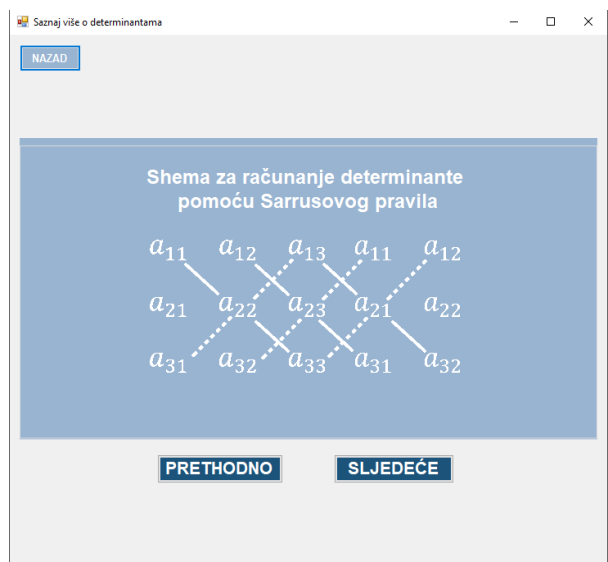 Saznaj više o determinantama
NAZAD
Shema za računanje determinante
pomoću Sarrusovog pravila
a₁₁ a₁₂ a₁₃ a₁₁ a₁₂
a₂₁ a₂₂ a₂₃ a₂₁ a₂₂
a₃₁ a₃₂ a₃₃ a₃₁ a₃₂
PRETHODNO SLJEDEĆE